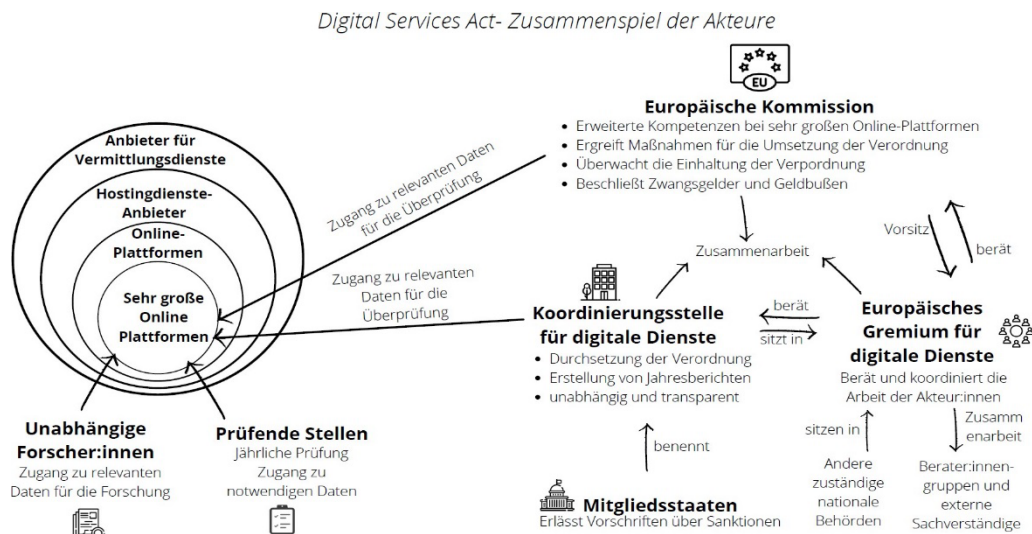 Digital Services Act- Zusammenspiel der Akteure
EU
Europäische Kommission
• Erweiterte Kompetenzen bei sehr großen Online-Plattformen
• Ergreift Maßnahmen für die Umsetzung der Verordnung
• Überwacht die Einhaltung der Verpordnung
• Beschließt Zwangsgelder und Geldbußen
Anbieter für
Vermittlungsdienste
Hostingdienste-
Anbieter
Online-
Plattformen
Sehr große
Online
Plattformen
Zugang zu relevanten Daten
für die Überprüfung
Zugang zu relevanten
Daten für die
Überprüfung
Zusammenarbeit
Vorsitz
berät
Koordinierungsstelle
für digitale Dienste
• Durchsetzung der Verordnung
• Erstellung von Jahresberichten
• unabhängig und transparent
berät
sitzt in
Europäisches
Gremium für
digitale Dienste
Berät und koordiniert die
Arbeit der Akteur:innen
Unabhängige
Forscher:innen
Zugang zu relevanten
Daten für die Forschung
Prüfende Stellen
Jährliche Prüfung
Zugang zu
notwendigen Daten
benennt
Mitgliedsstaaten
Erlässt Vorschriften über Sanktionen
sitzen in
Andere
zuständige
nationale
Behörden
Zusamm
enarbeit
Berater:innen-
gruppen und
externe
Sachverständige